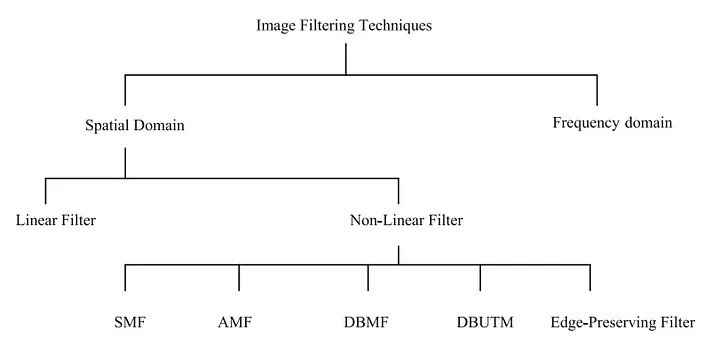 Image Filtering Techniques
Spatial Domain
Frequency domain
Linear Filter
Non-Linear Filter
SMF
AMF
DBMF
DBUTM
Edge-Preserving Filter